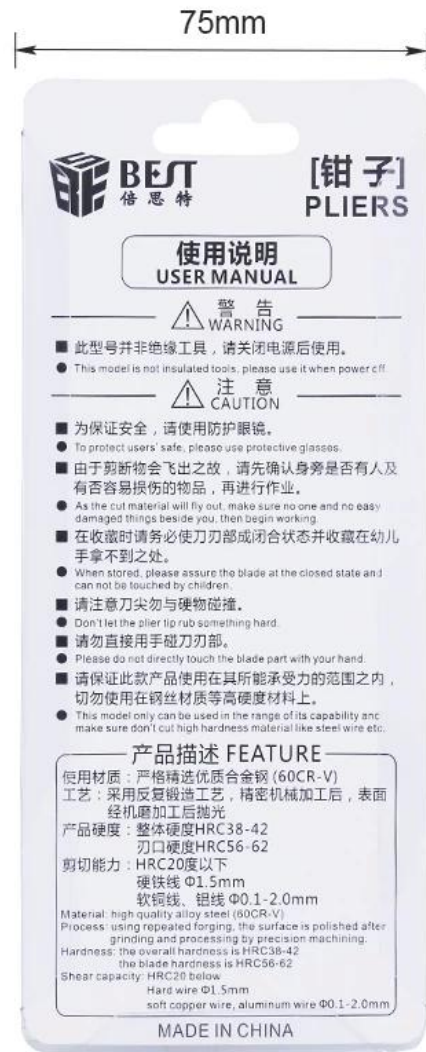 75mm
BEST
倍思特
[钳子]
PLIERS
使用说明
USER MANUAL
警告
WARNING
■ 此型号并非绝缘工具，请关闭电源后使用。
● This model is not insulated tools, please use it when power off.
注意
CAUTION
■ 为保证安全，请使用防护眼镜。
● To protect users' safe, please use protective glasses.
■ 由于剪断物会飞出之故，请先确认身旁是否有人及
有否容易损伤的物品，再进行作业。
● As the cut material will fly out, make sure no one and no easy
damaged things beside you, then begin working.
■ 在收藏时请务必使刀刃部成闭合状态并收藏在幼儿
手拿不到之处。
● When stored, please assure the blade at the closed state and
can not be touched by children.
■ 请注意刀尖勿与硬物碰撞。
● Don't let the plier tip rub something hard.
■ 请勿直接用手碰刀刃部。
● Please do not directly touch the blade part with your hand.
■ 请保证此款产品使用在其所能承受力的范围之内，
切勿使用在钢丝材质等高硬度材料上。
● This model only can be used in the range of its capability and
make sure don't cut high hardness material like steel wire etc.
产品描述 FEATURE
使用材质：严格精选优质合金钢 (60CR-V)
工艺：采用反复锻造工艺，精密机械加工后，表面
经机磨加工后抛光
产品硬度：整体硬度HRC38-42
刃口硬度HRC56-62
剪切能力：HRC20度以下
硬铁线 Φ1.5mm
软铜线、铝线 Φ0.1-2.0mm
Material: high quality alloy steel (60CR-V)
Process: using repeated forging, the surface is polished after
grinding and processing by precision machining.
Hardness: the overall hardness is HRC38-42
the blade hardness is HRC56-62
Shear capacity: HRC20 below
Hard wire Φ1.5mm
soft copper wire, aluminum wire Φ0.1-2.0mm
MADE IN CHINA